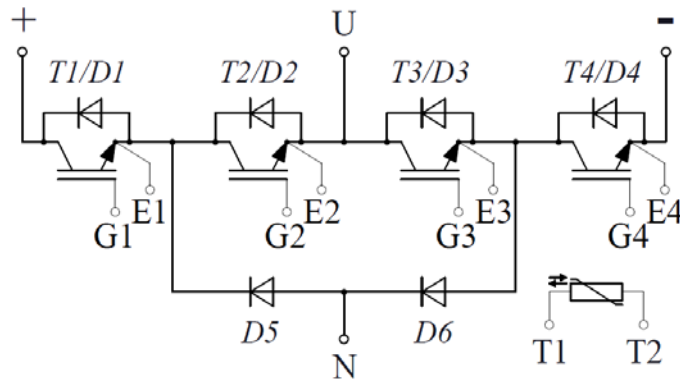 + U -
T1/D1 T2/D2 T3/D3 T4/D4
E1 E2 E3 E4
G1 G2 G3 G4
D5 D6
N T1 T2